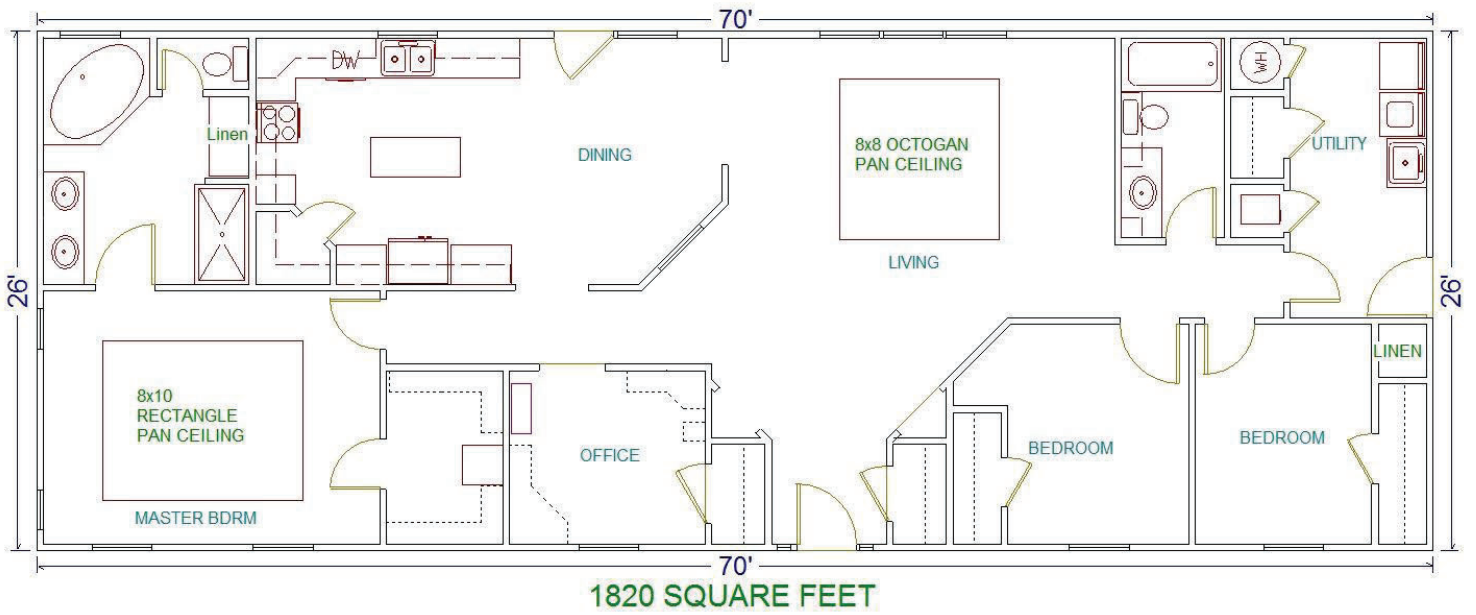 70'
DW
WH
Linen
8x8 OCTOGAN
PAN CEILING
DINING
UTILITY
LIVING
26'
26'
LINEN
8x10
RECTANGLE
PAN CEILING
OFFICE
BEDROOM
BEDROOM
MASTER BDRM
70'
1820 SQUARE FEET